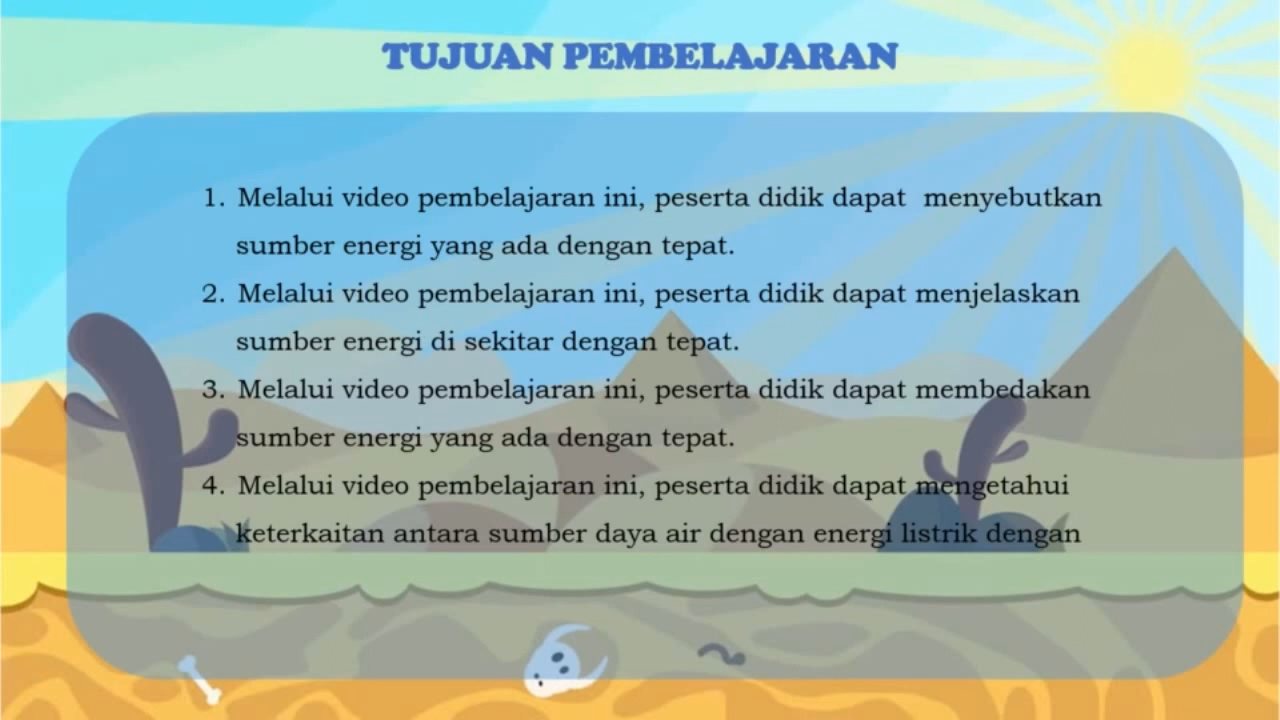 TUJUAN PEMBELAJARAN
1. Melalui video pembelajaran ini, peserta didik dapat menyebutkan
sumber energi yang ada dengan tepat.
2. Melalui video pembelajaran ini, peserta didik dapat menjelaskan
sumber energi di sekitar dengan tepat.
3. Melalui video pembelajaran ini, peserta didik dapat membedakan
sumber energi yang ada dengan tepat.
4. Melalui video pembelajaran ini, peserta didik dapat mengetahui
keterkaitan antara sumber daya air dengan energi listrik dengan